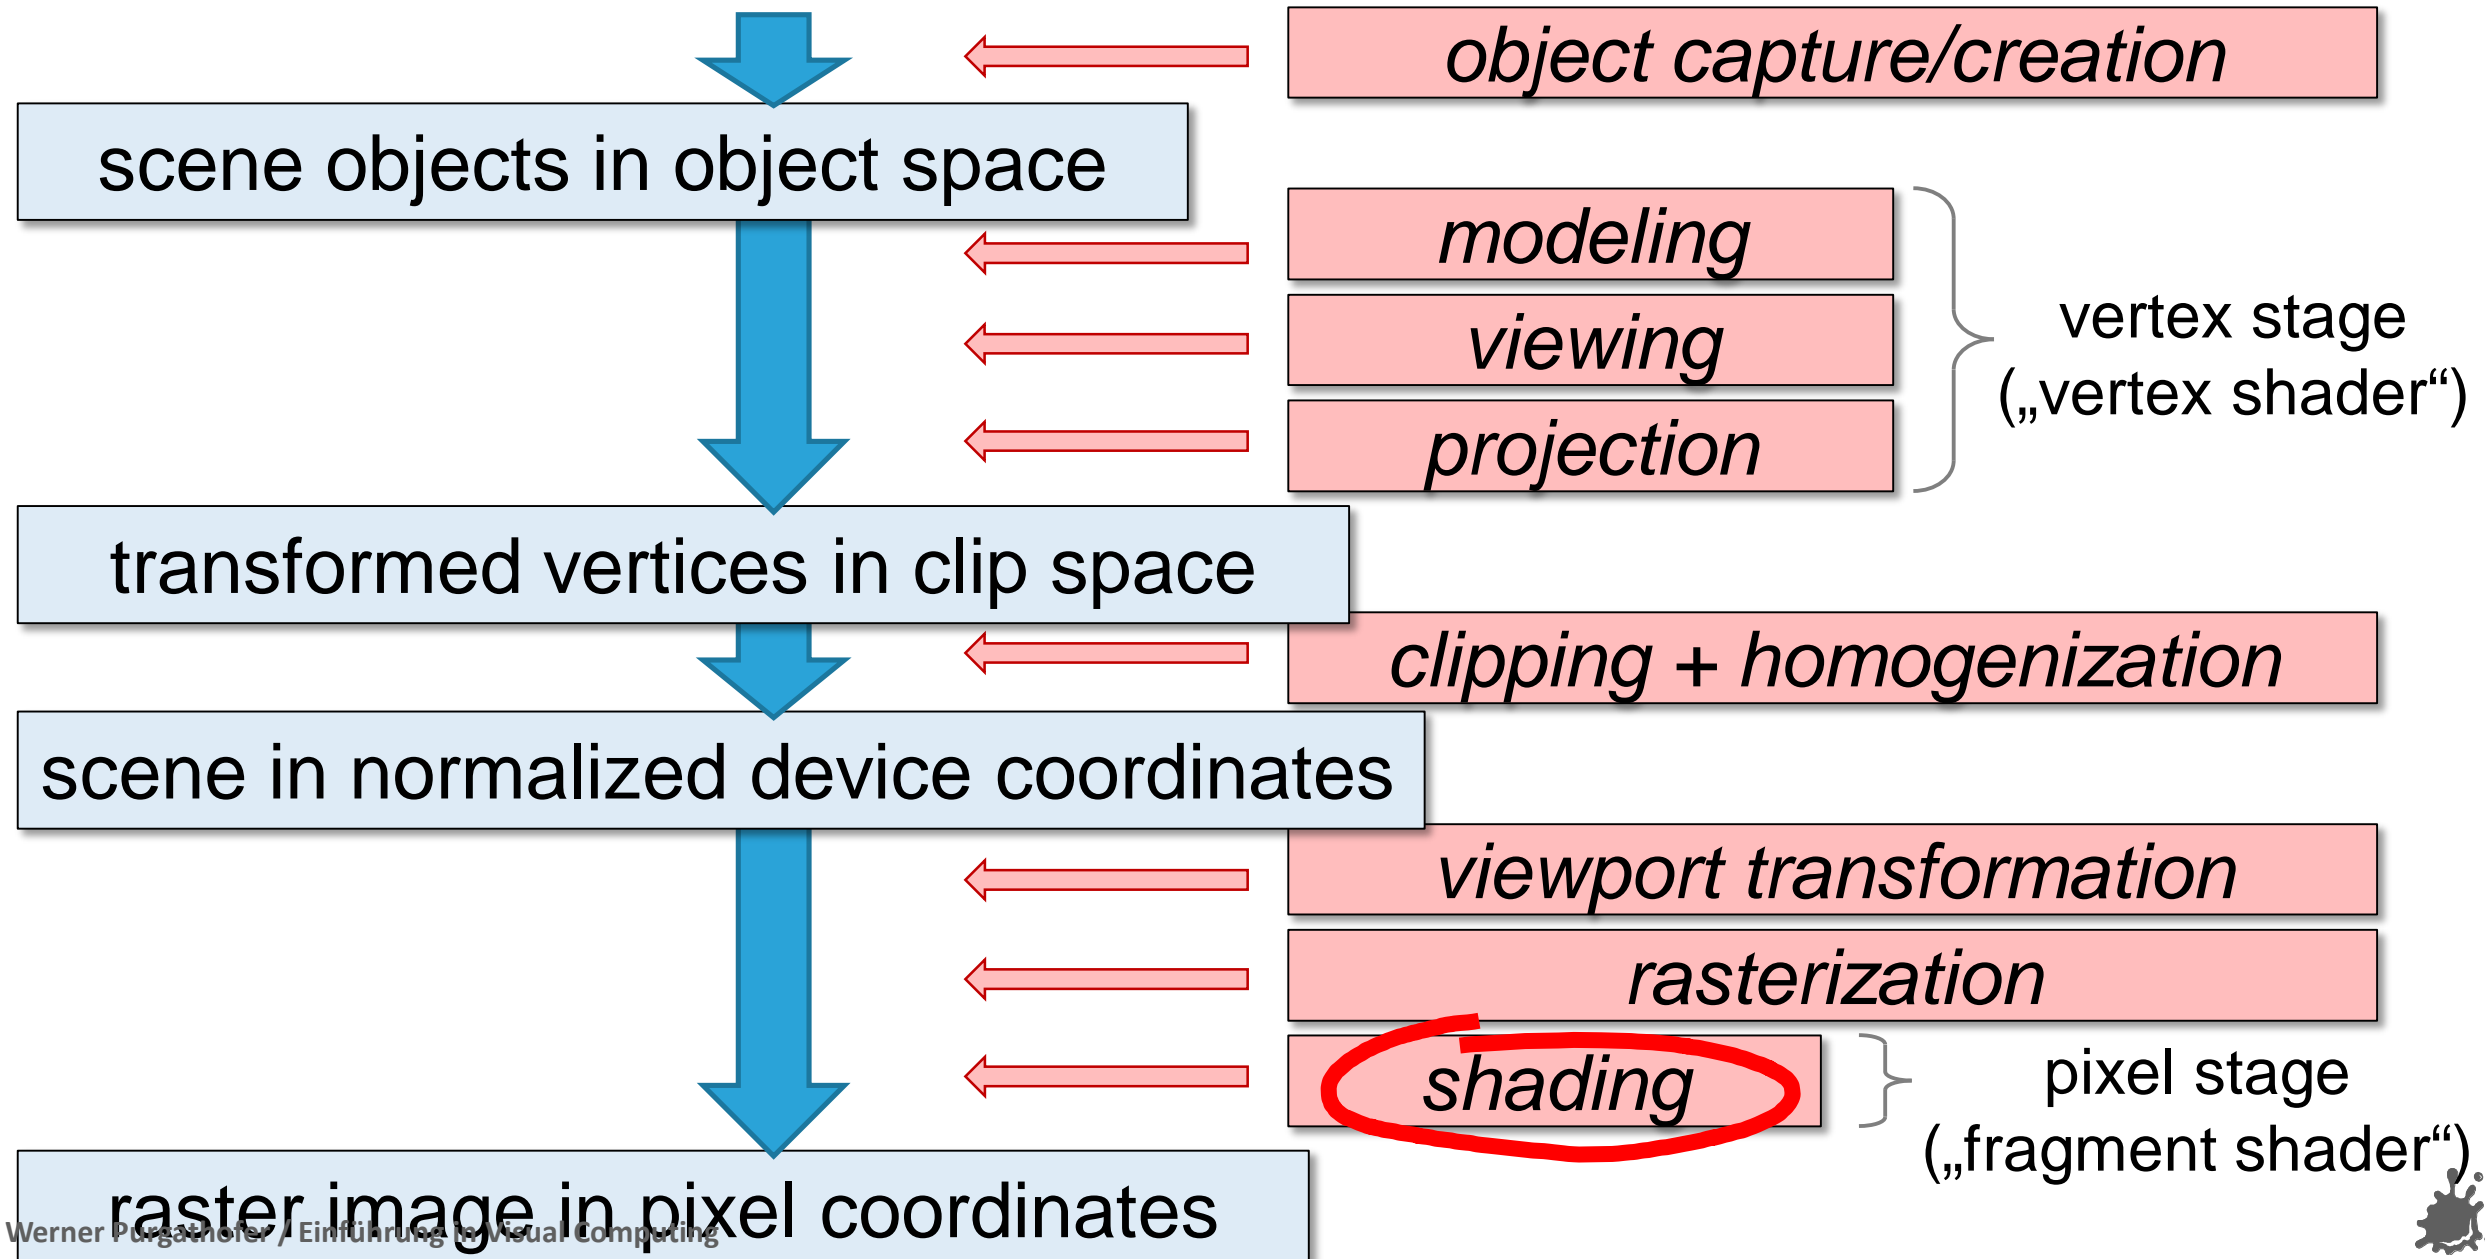 object capture/creation
scene objects in object space
modeling
viewing
projection
vertex stage
(„vertex shader“)
transformed vertices in clip space
clipping + homogenization
scene in normalized device coordinates
viewport transformation
rasterization
shading
pixel stage
(„fragment shader“)
raster image in pixel coordinates
Werner Purgathofer / Einführung in Visual Computing